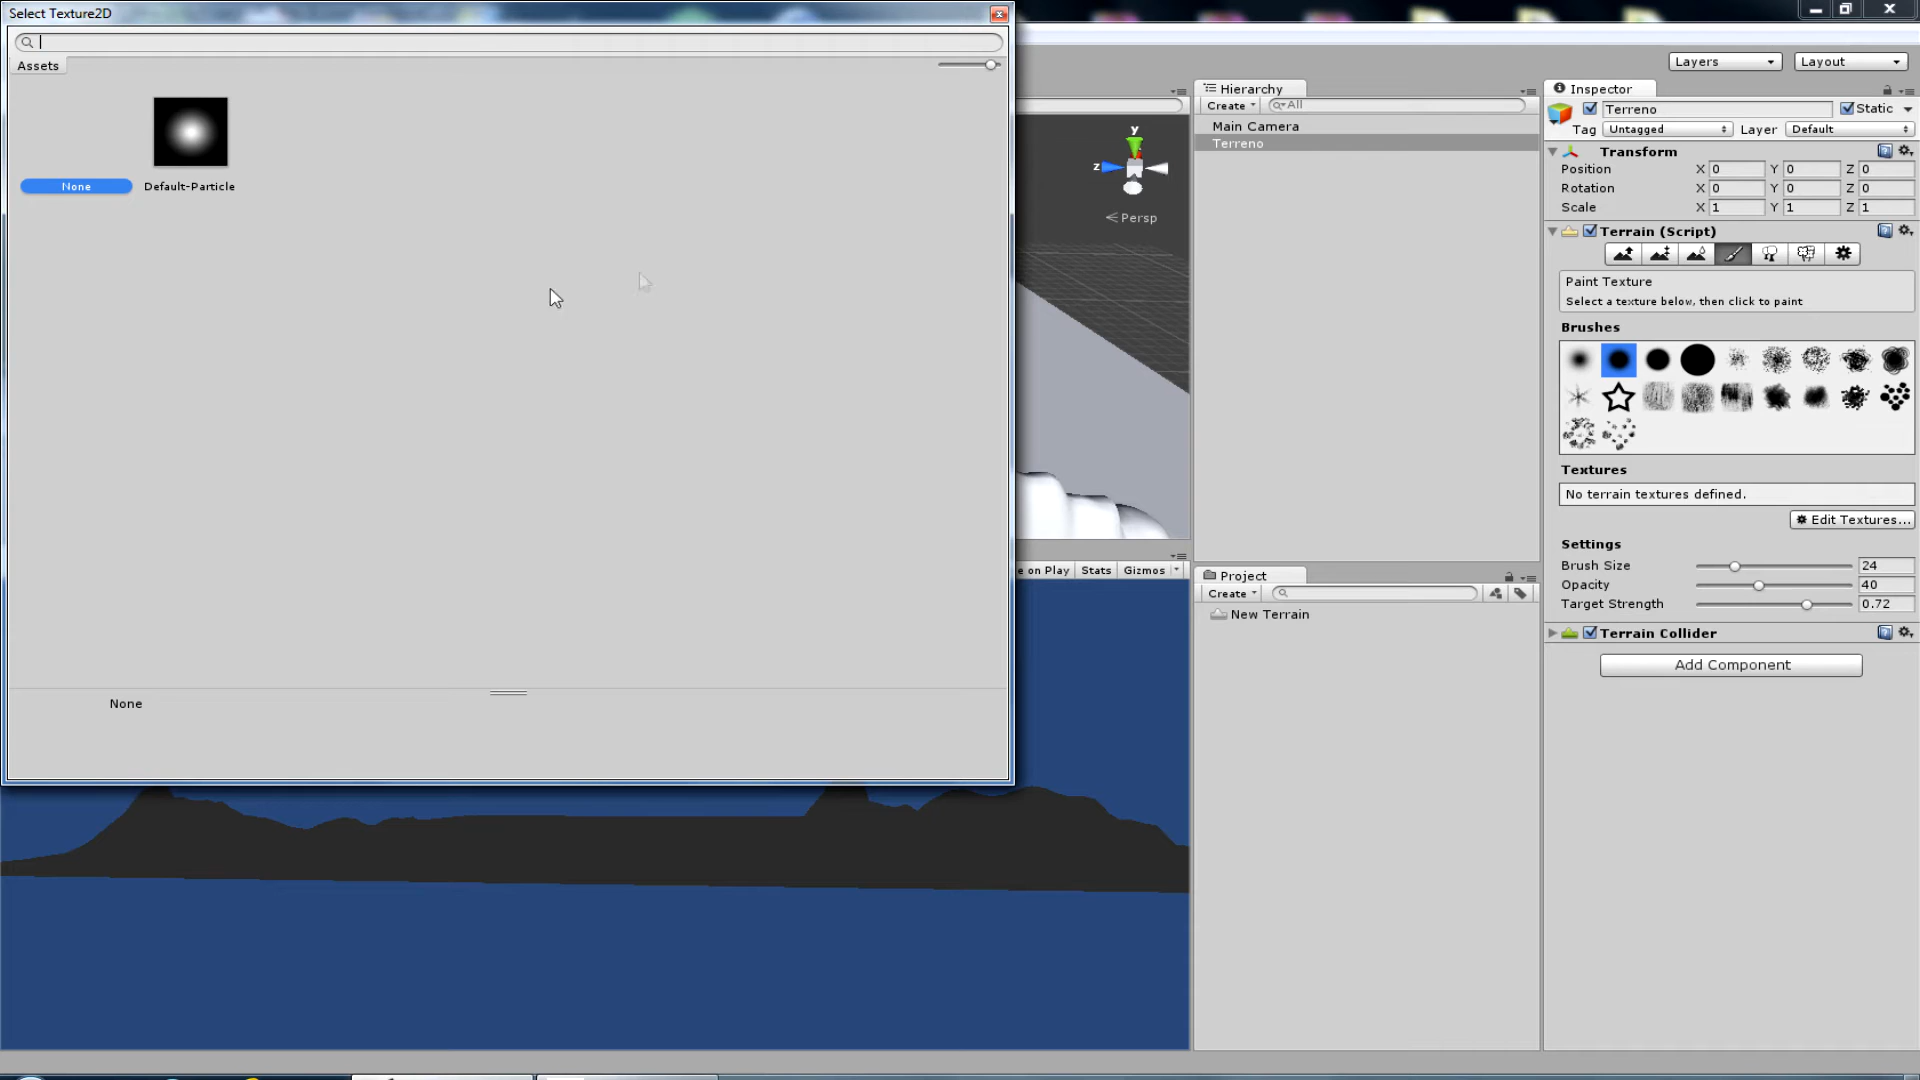 Select Texture2D
Assets
None
Default-Particle
None
Layers
Layout
Hierarchy
Create
All
Main Camera
Terreno
y
z
Persp
e on Play
Stats
Gizmos
Project
Create
New Terrain
Inspector
Terreno
Static
Tag
Untagged
Layer
Default
Transform
Position X 0 Y 0 Z 0
Rotation X 0 Y 0 Z 0
Scale X 1 Y 1 Z 1
Terrain (Script)
Paint Texture
Select a texture below, then click to paint
Brushes
Textures
No terrain textures defined.
Edit Textures...
Settings
Brush Size 24
Opacity 40
Target Strength 0.72
Terrain Collider
Add Component